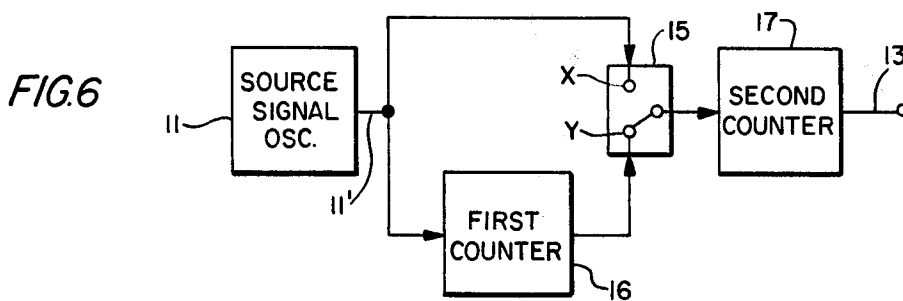 FIG.6
11
SOURCE
SIGNAL
OSC.
11'
X
Y
15
17
SECOND
COUNTER
13
FIRST
COUNTER
16